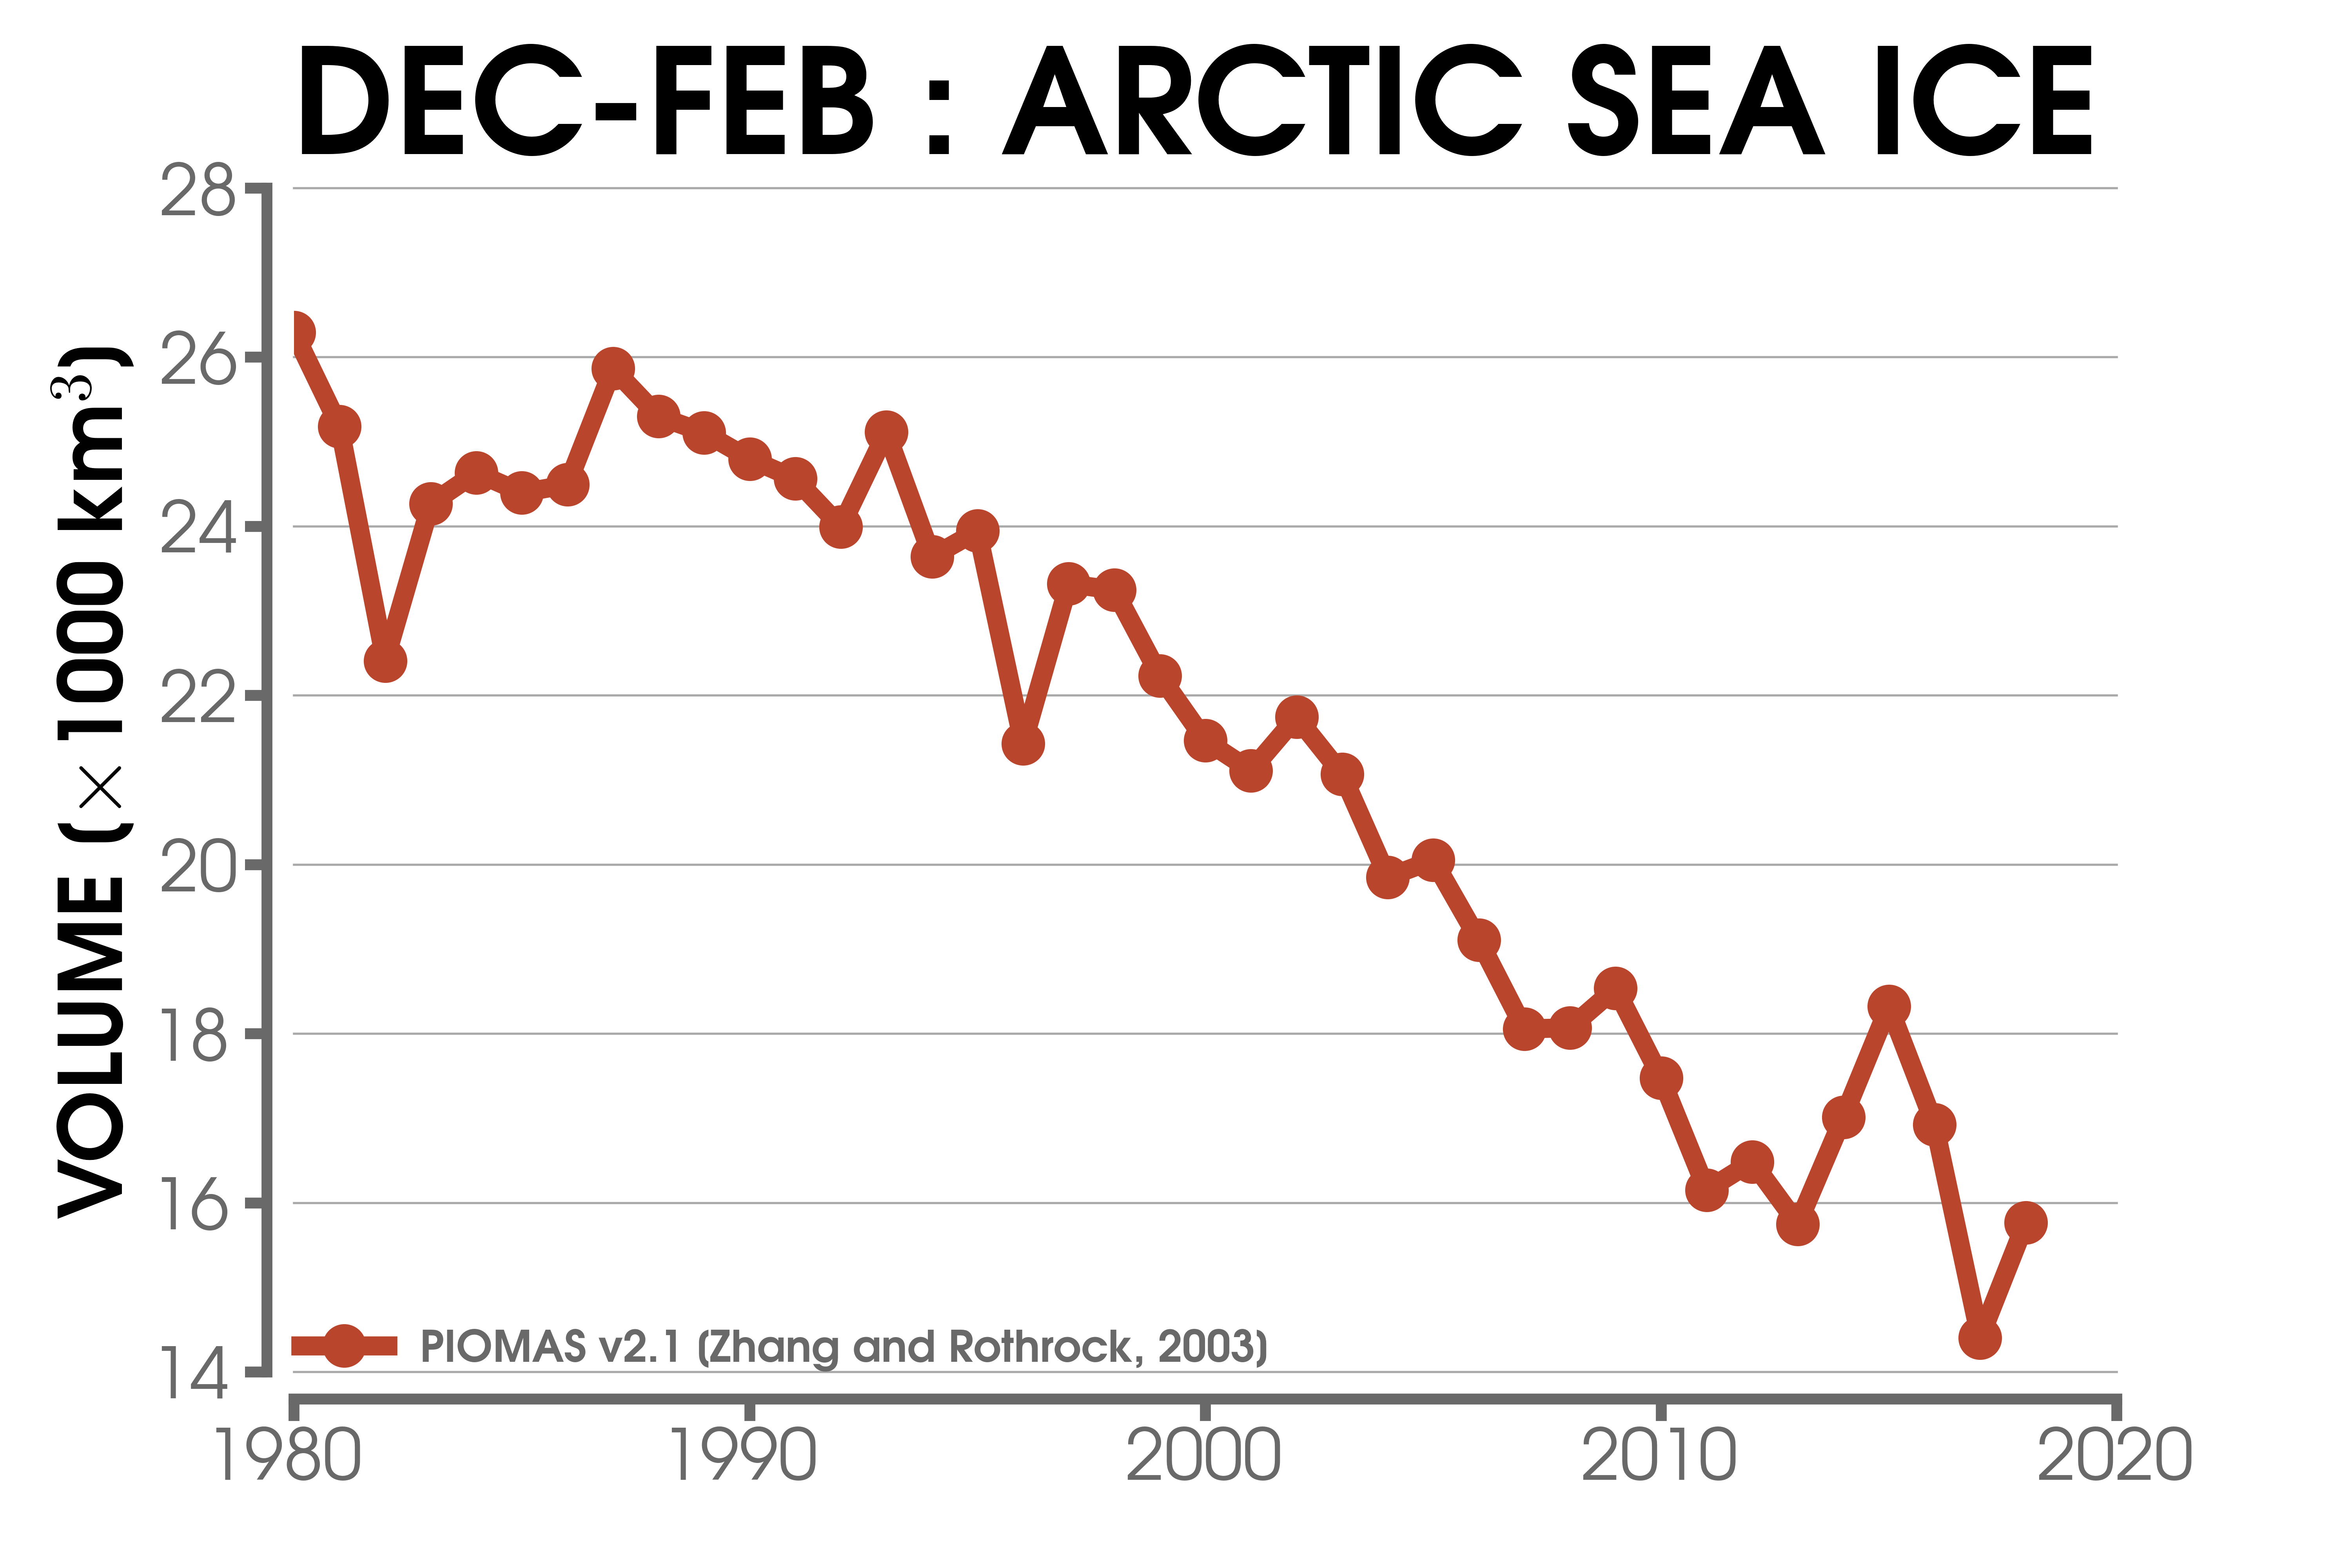 DEC-FEB : ARCTIC SEA ICE
VOLUME (× 1000 km³)
28
26
24
22
20
18
16
14
PIOMAS v2.1 (Zhang and Rothrock, 2003)
1980 1990 2000 2010 2020